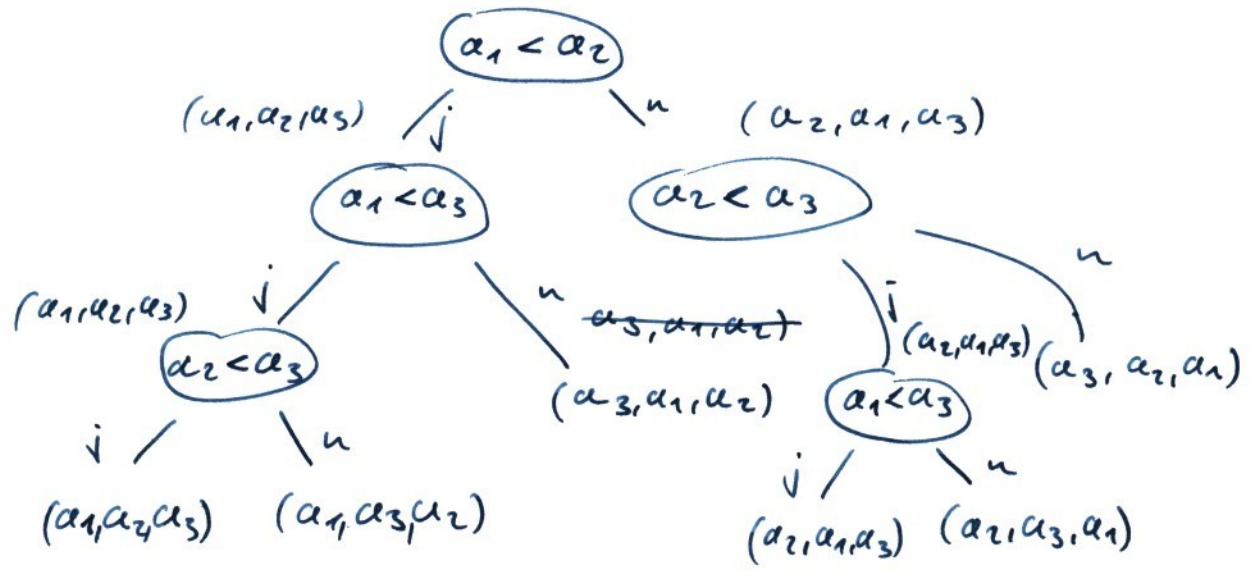 a₁ < a₂
(a₁,a₂,a₃) j n (a₂,a₁,a₃)
a₁ < a₃ a₂ < a₃
(a₁,a₂,a₃) j n a₃,a₁,a₂) j n
a₂ < a₃ (a₃,a₁,a₂) (a₂,a₁,a₃) (a₃, a₂,a₁)
a₁<a₃
j n j n
(a₁,a₂,a₃) (a₁,a₃,a₂) (a₂,a₁,a₃) (a₂,a₃,a₁)